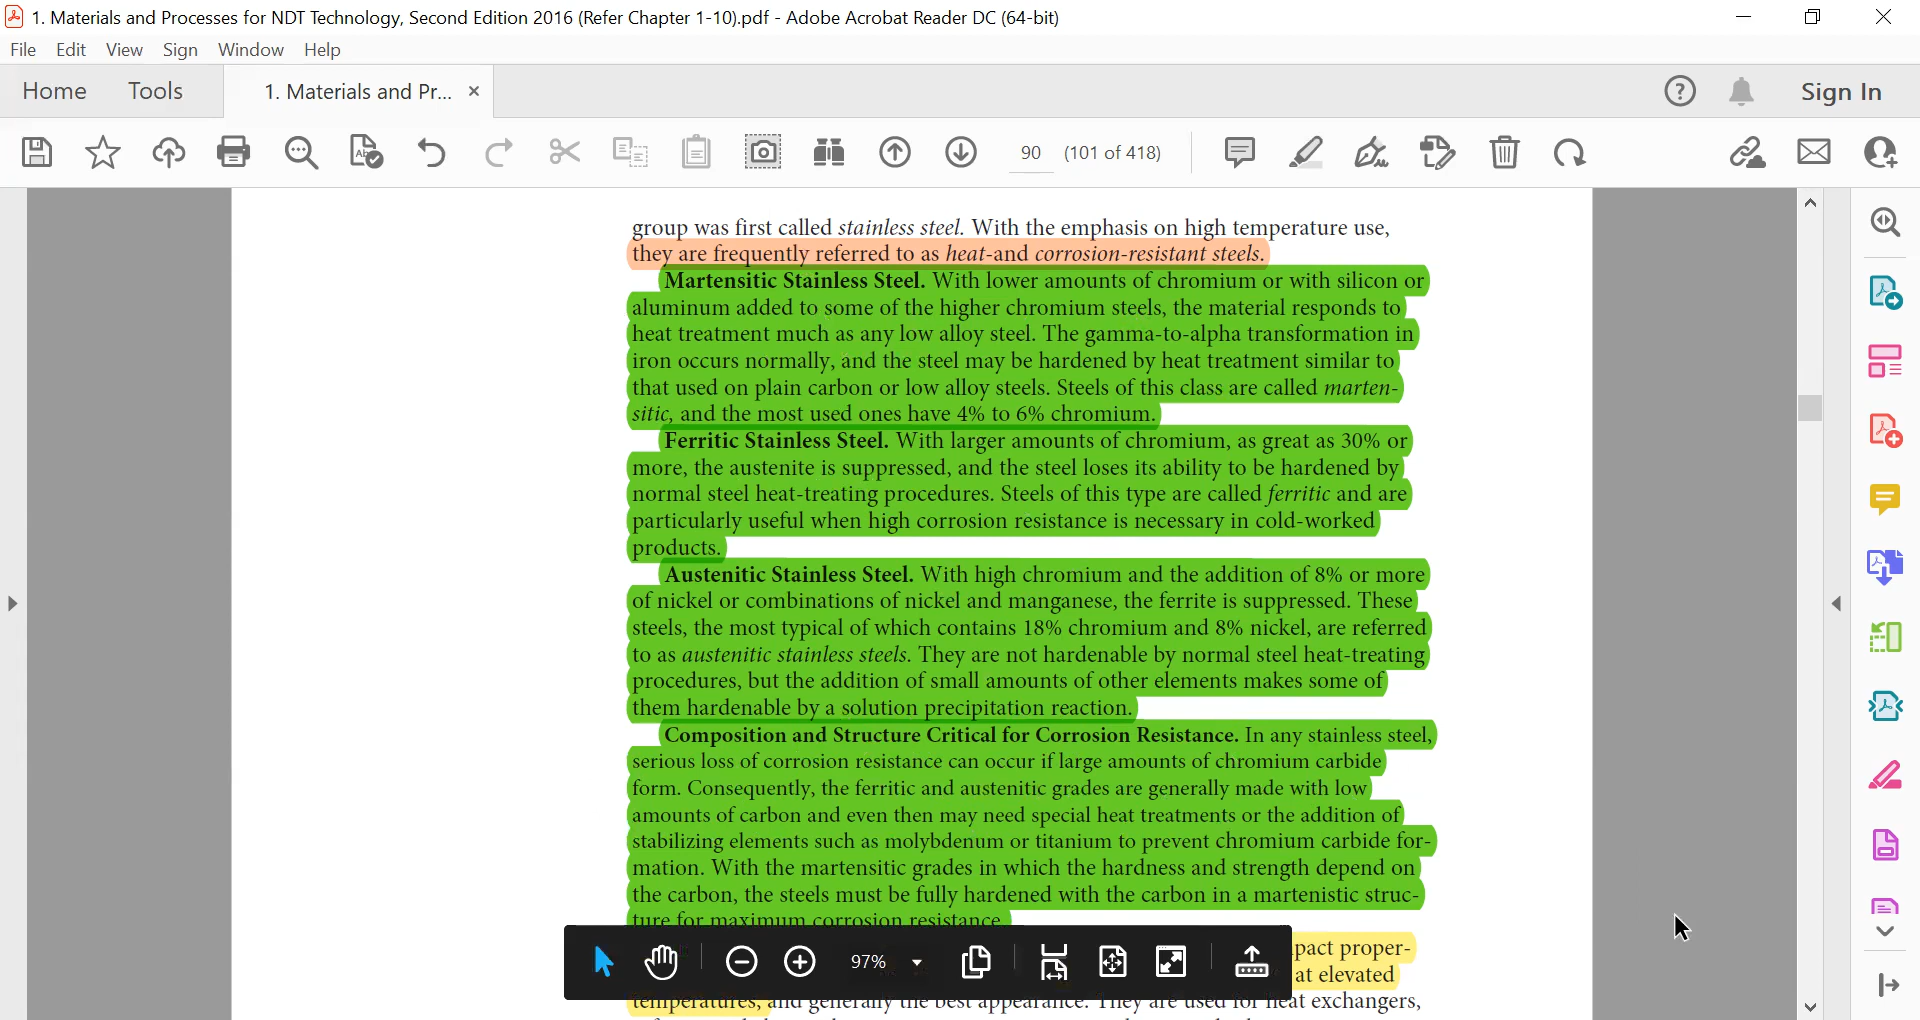 1. Materials and Processes for NDT Technology, Second Edition 2016 (Refer Chapter 1-10).pdf - Adobe Acrobat Reader DC (64-bit)
File Edit View Sign Window Help
Home Tools 1. Materials and Pr... × Sign In
90 (101 of 418)
group was first called stainless steel. With the emphasis on high temperature use,
they are frequently referred to as heat-and corrosion-resistant steels.
Martensitic Stainless Steel. With lower amounts of chromium or with silicon or
aluminum added to some of the higher chromium steels, the material responds to
heat treatment much as any low alloy steel. The gamma-to-alpha transformation in
iron occurs normally, and the steel may be hardened by heat treatment similar to
that used on plain carbon or low alloy steels. Steels of this class are called marten-
sitic, and the most used ones have 4% to 6% chromium.
Ferritic Stainless Steel. With larger amounts of chromium, as great as 30% or
more, the austenite is suppressed, and the steel loses its ability to be hardened by
normal steel heat-treating procedures. Steels of this type are called ferritic and are
particularly useful when high corrosion resistance is necessary in cold-worked
products.
Austenitic Stainless Steel. With high chromium and the addition of 8% or more
of nickel or combinations of nickel and manganese, the ferrite is suppressed. These
steels, the most typical of which contains 18% chromium and 8% nickel, are referred
to as austenitic stainless steels. They are not hardenable by normal steel heat-treating
procedures, but the addition of small amounts of other elements makes some of
them hardenable by a solution precipitation reaction.
Composition and Structure Critical for Corrosion Resistance. In any stainless steel,
serious loss of corrosion resistance can occur if large amounts of chromium carbide
form. Consequently, the ferritic and austenitic grades are generally made with low
amounts of carbon and even then may need special heat treatments or the addition of
stabilizing elements such as molybdenum or titanium to prevent chromium carbide for-
mation. With the martensitic grades in which the hardness and strength depend on
the carbon, the steels must be fully hardened with the carbon in a martenistic struc-
ture for maximum corrosion resistance.
pact proper-
97%
at elevated
temperatures, and generally the best appearance. They are used for heat exchangers,